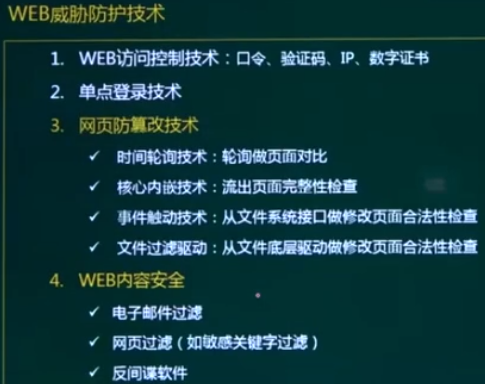 WEB威胁防护技术
1. WEB访问控制技术：口令、验证码、IP、数字证书
2. 单点登录技术
3. 网页防篡改技术
✓ 时间轮询技术：轮询做页面对比
✓ 核心内嵌技术：流出页面完整性检查
✓ 事件触动技术：从文件系统接口做修改页面合法性检查
✓ 文件过滤驱动：从文件底层驱动做修改页面合法性检查
4. WEB内容安全
✓ 电子邮件过滤
✓ 网页过滤（如敏感关键字过滤）
✓ 反间谍软件